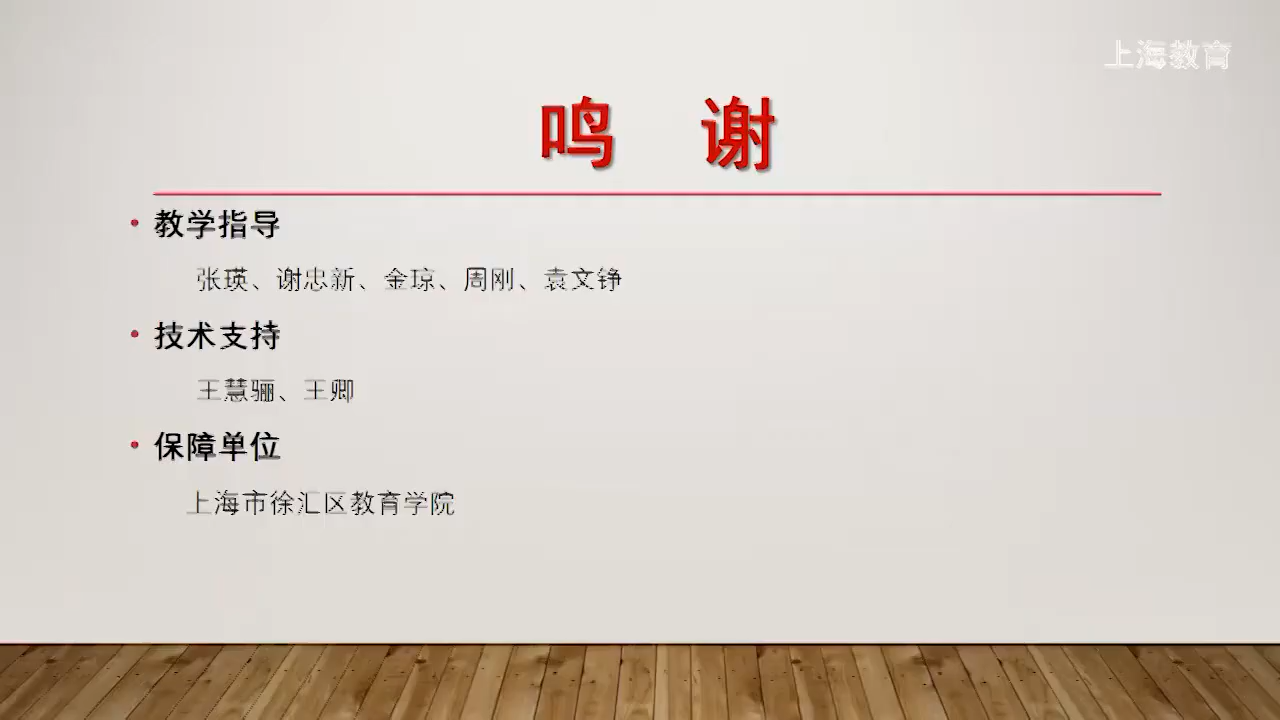 上海教育
鸣 谢
• 教学指导
张瑛、谢忠新、金琼、周刚、袁文铮
• 技术支持
王慧骊、王卿
• 保障单位
上海市徐汇区教育学院